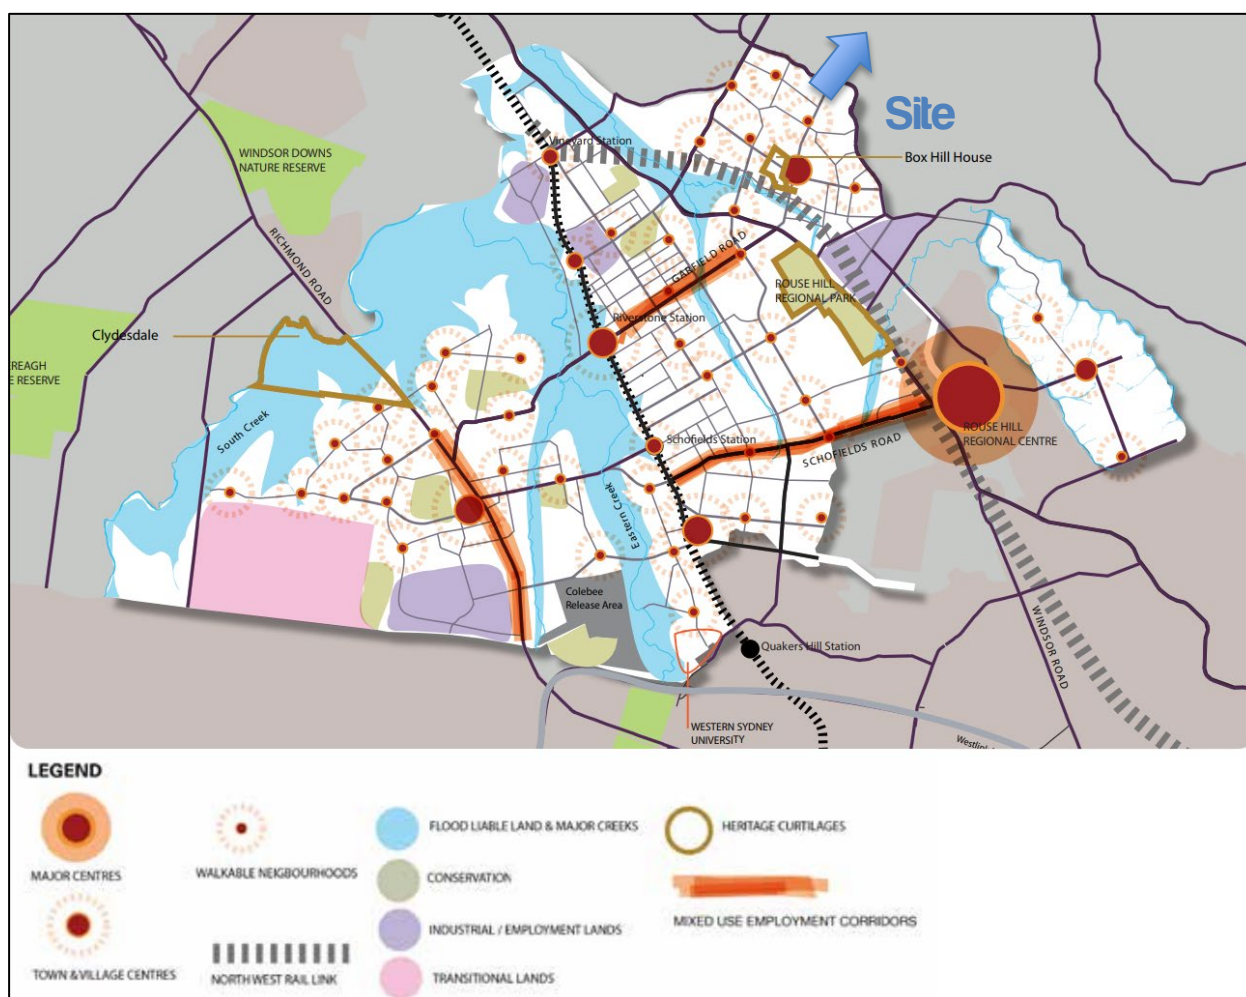 Site
Vineyard Station
Box Hill House
WINDSOR DOWNS
NATURE RESERVE
RICHMOND ROAD
GARFIELD ROAD
ROUSE HILL
REGIONAL PARK
Riverstone Station
Clydesdale
EREAGH
E RESERVE
South Creek
Schofields Station
SCHOFIELDS ROAD
ROUSE HILL
REGIONAL CENTRE
Eastern Creek
Colebee
Release Area
Quakers Hill Station
WINDSOR ROAD
WESTERN SYDNEY
UNIVERSITY
Westlin
LEGEND
MAJOR CENTRES
TOWN & VILLAGE CENTRES
WALKABLE NEIGBOURHOODS
NORTH WEST RAIL LINK
FLOOD LIABLE LAND & MAJOR CREEKS
CONSERVATION
INDUSTRIAL / EMPLOYMENT LANDS
TRANSITIONAL LANDS
HERITAGE CURTILAGES
MIXED USE EMPLOYMENT CORRIDORS